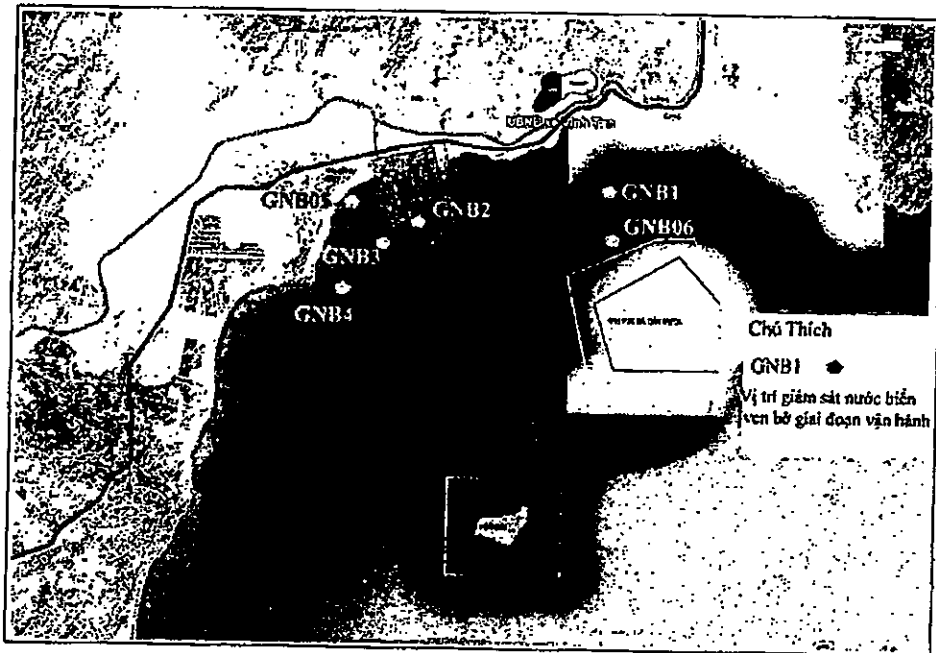 UBND xã Vĩnh Tân
GNB1
GNB05
GNB2
GNB06
GNB3
GNB4
Chú Thích
GNB1
Vị trí giám sát nước biển
ven bờ giai đoạn vận hành